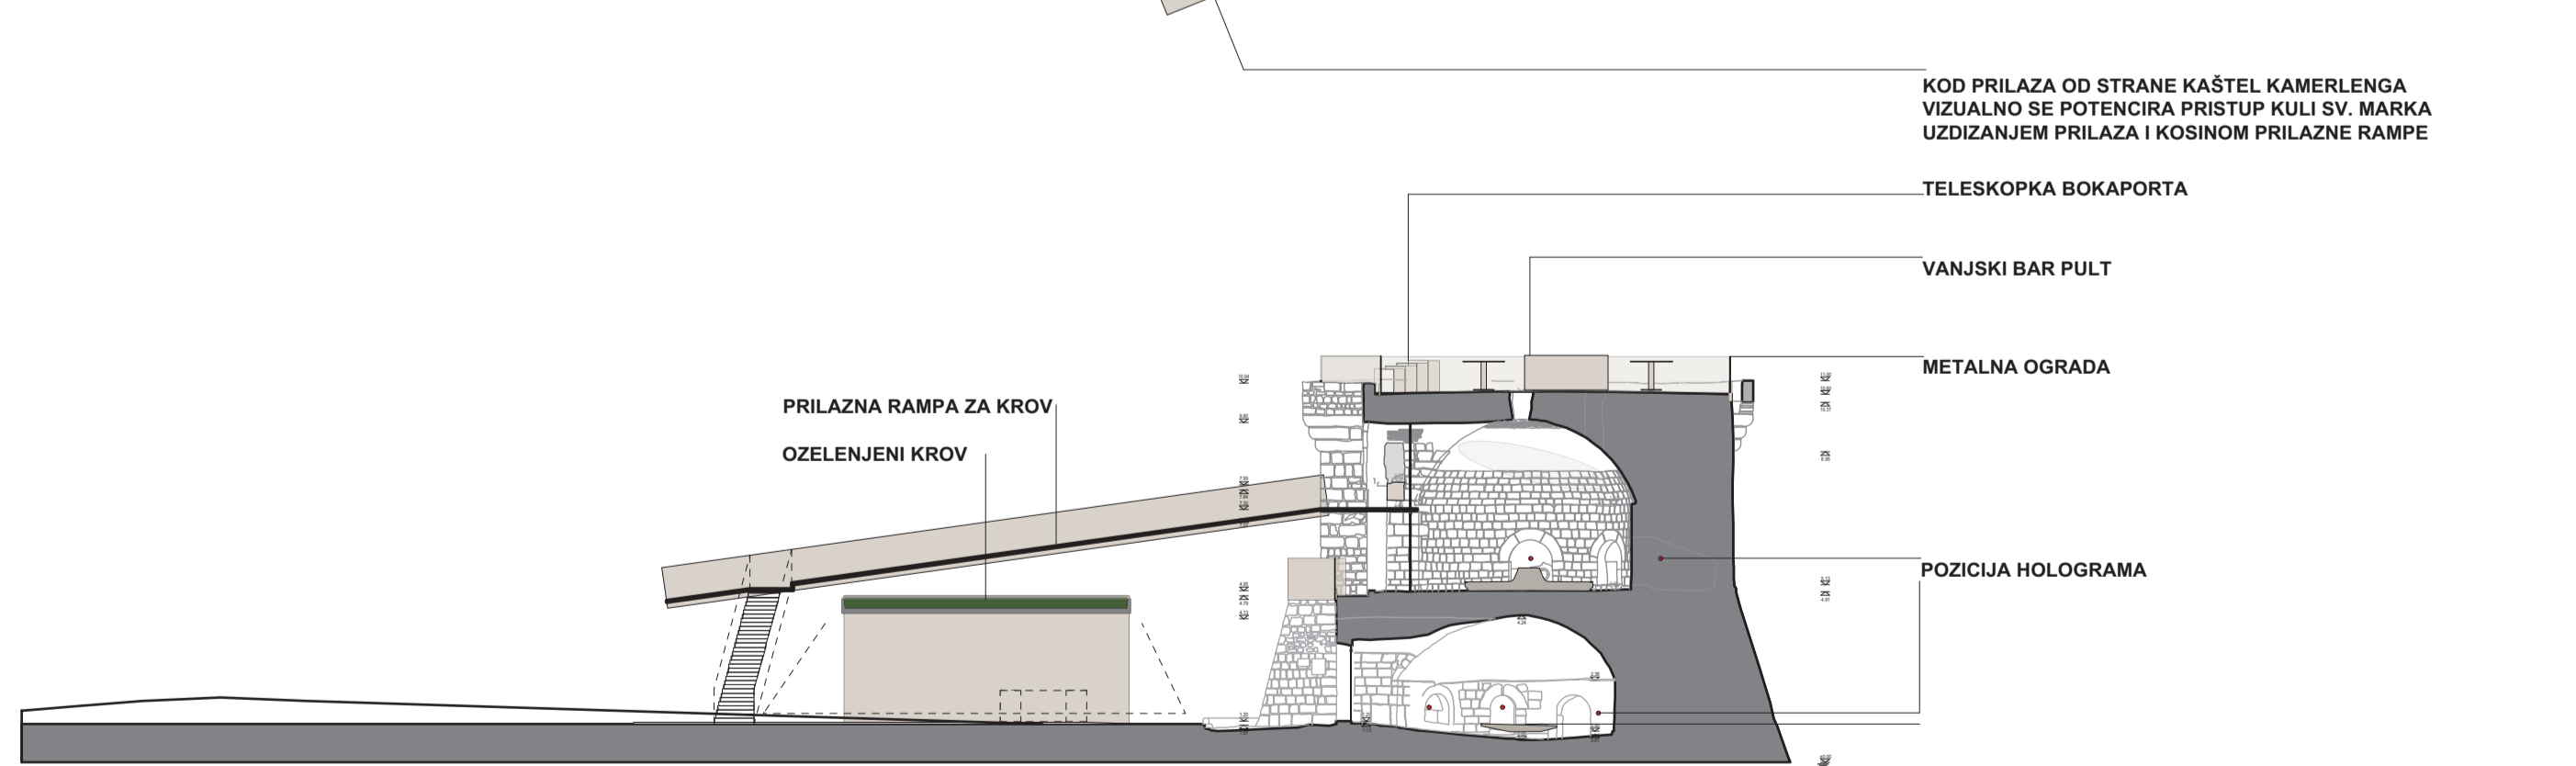 KOD PRILAZA OD STRANE KAŠTEL KAMERLENGA
VIZUALNO SE POTENCIRA PRISTUP KULI SV. MARKA
UZDIZANJEM PRILAZA I KOSINOM PRILAZNE RAMPE
TELESKOPKA BOKAPORTA
VANJSKI BAR PULT
METALNA OGRADA
PRILAZNA RAMPA ZA KROV
OZELENJENI KROV
POZICIJA HOLOGRAMA